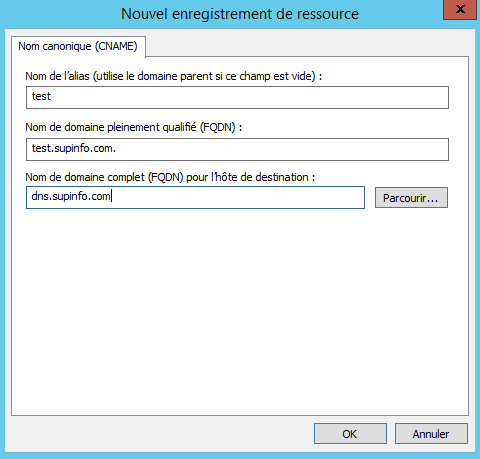 Nouvel enregistrement de ressource
x
Nom canonique (CNAME)
Nom de l'alias (utilise le domaine parent si ce champ est vide) :
test
Nom de domaine pleinement qualifié (FQDN) :
test.supinfo.com.
Nom de domaine complet (FQDN) pour l'hôte de destination :
dns.supinfo.com
Parcourir...
OK
Annuler